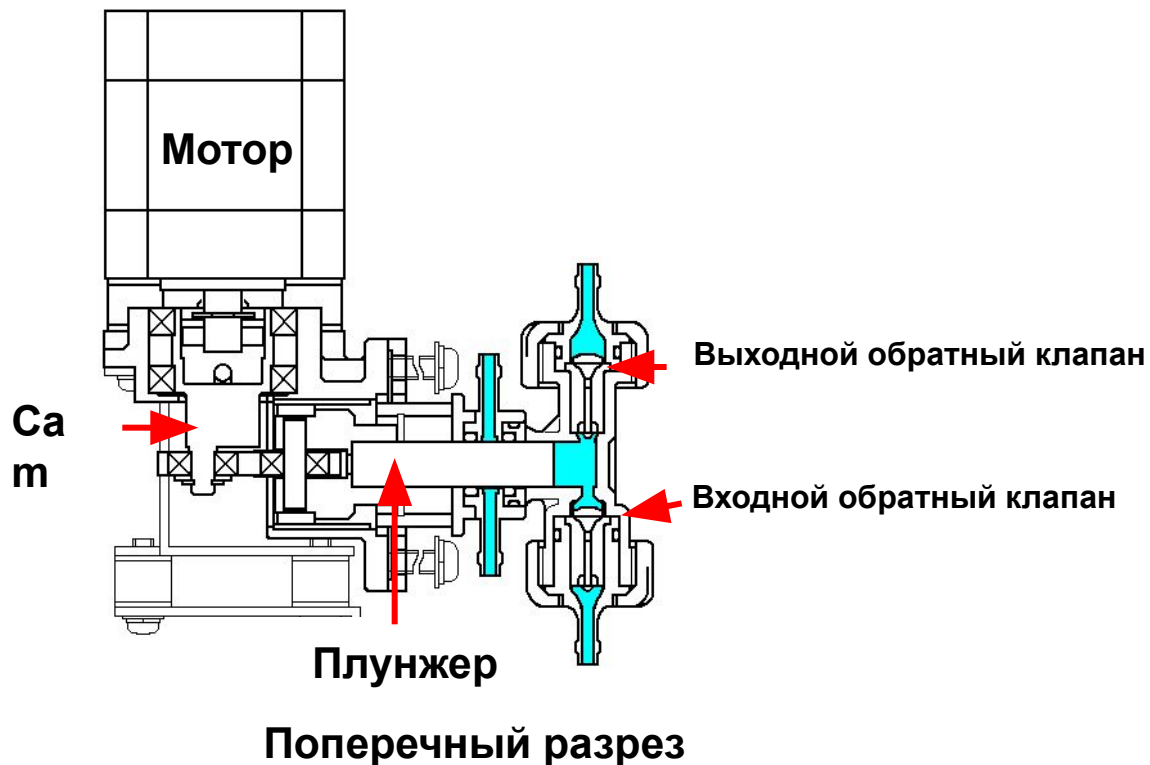 Мотор
Выходной обратный клапан
Ca
m
Входной обратный клапан
Плунжер
Поперечный разрез